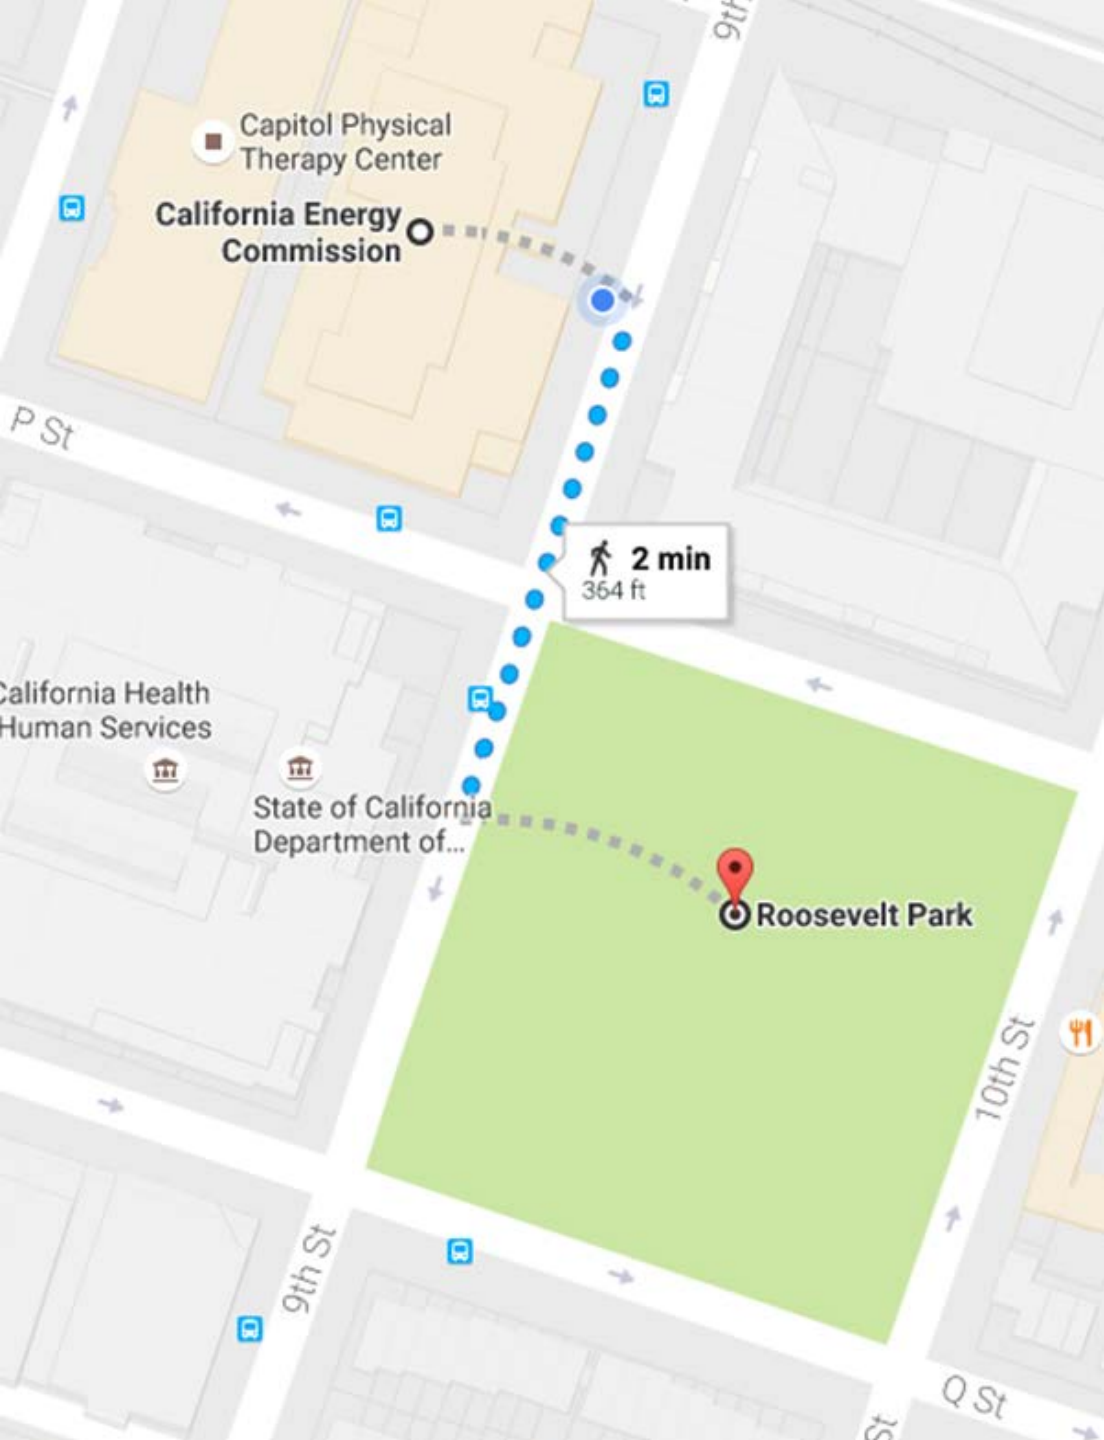 9th
Capitol Physical
Therapy Center
California Energy
Commission
P St
2 min
364 ft
California Health
Human Services
State of California
Department of...
Roosevelt Park
10th St
9th St
Q St
St